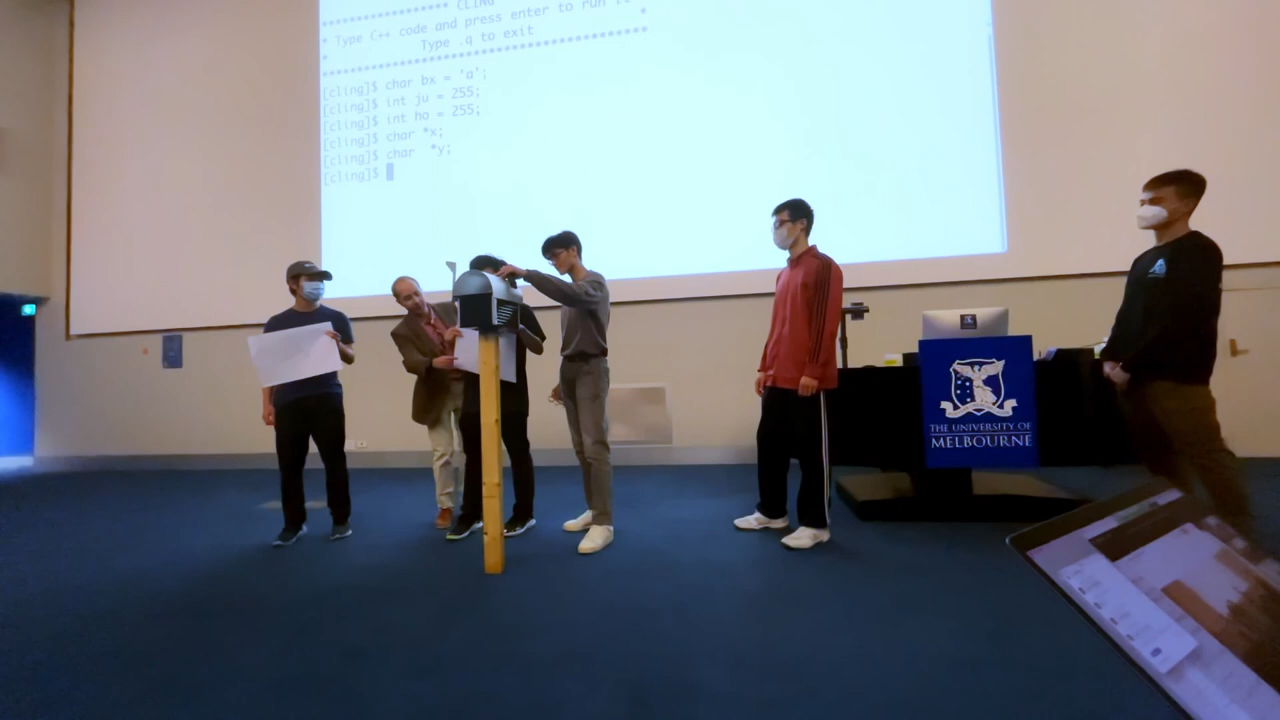 ******************* CLING
* Type C++ code and press enter to run it *
* Type .q to exit
*******************************************
[cling]$ char bx = 'a';
[cling]$ int ju = 255;
[cling]$ int ho = 255;
[cling]$ char *x;
[cling]$ char  *y;
[cling]$
THE UNIVERSITY OF
MELBOURNE